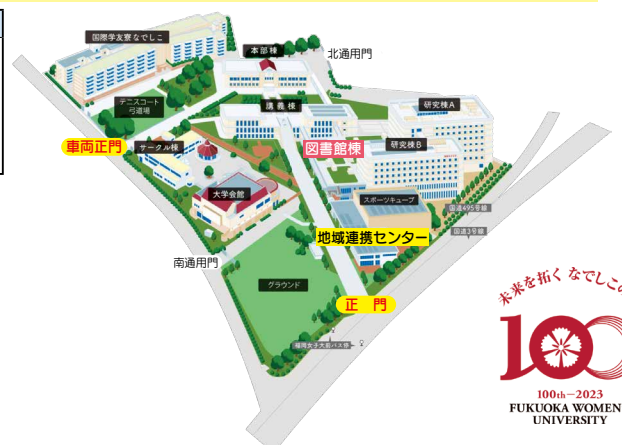 国際学友寮なでしこ
本部棟
北通用門
テニスコート
弓道場
講義棟
研究棟A
車両正門
サークル棟
図書館棟
研究棟B
大学会館
スポーツキューブ
国道495号線
地域連携センター
国道3号線
南通用門
グラウンド
正 門
福岡女子大前バス停
未来を拓く なでしこの
100
100th－2023
FUKUOKA WOMEN
UNIVERSITY